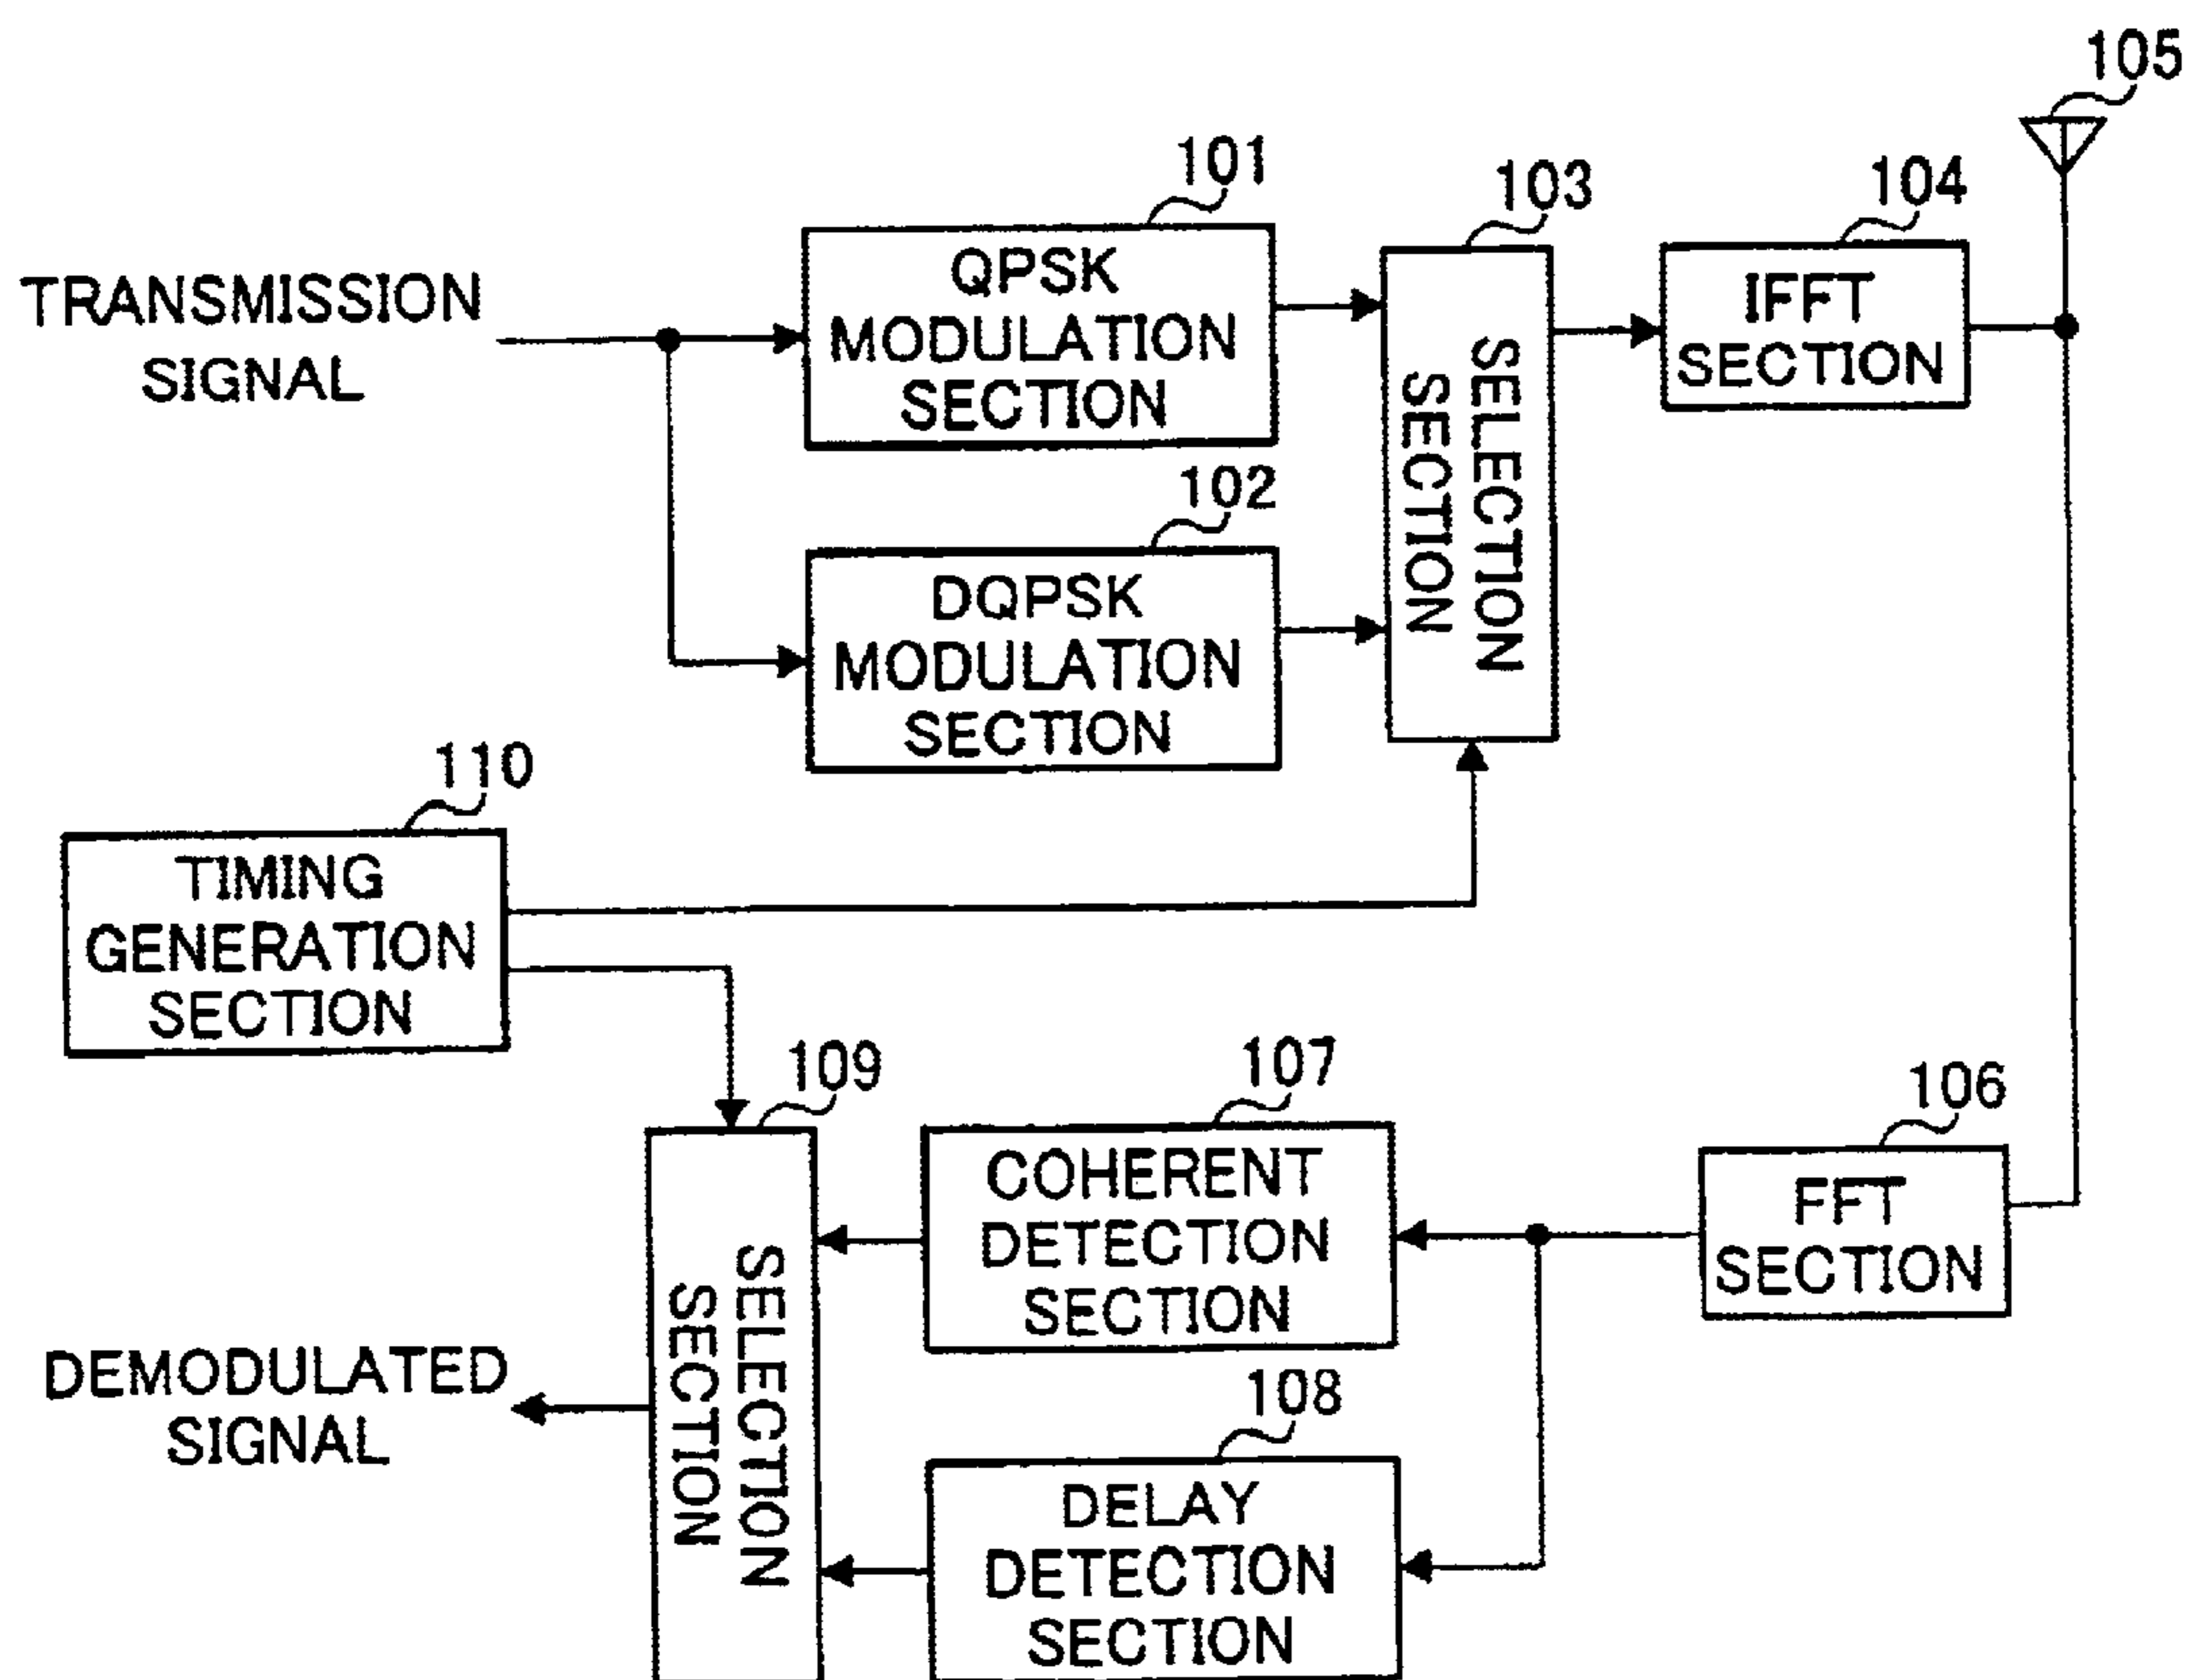 105
101
103
104
TRANSMISSION
SIGNAL
QPSK
MODULATION
SECTION
SELECTION
SECTION
IFFT
SECTION
102
DQPSK
MODULATION
SECTION
110
TIMING
GENERATION
SECTION
109
107
106
COHERENT
DETECTION
SECTION
FFT
SECTION
SELECTION
SECTION
DEMODULATED
SIGNAL
108
DELAY
DETECTION
SECTION